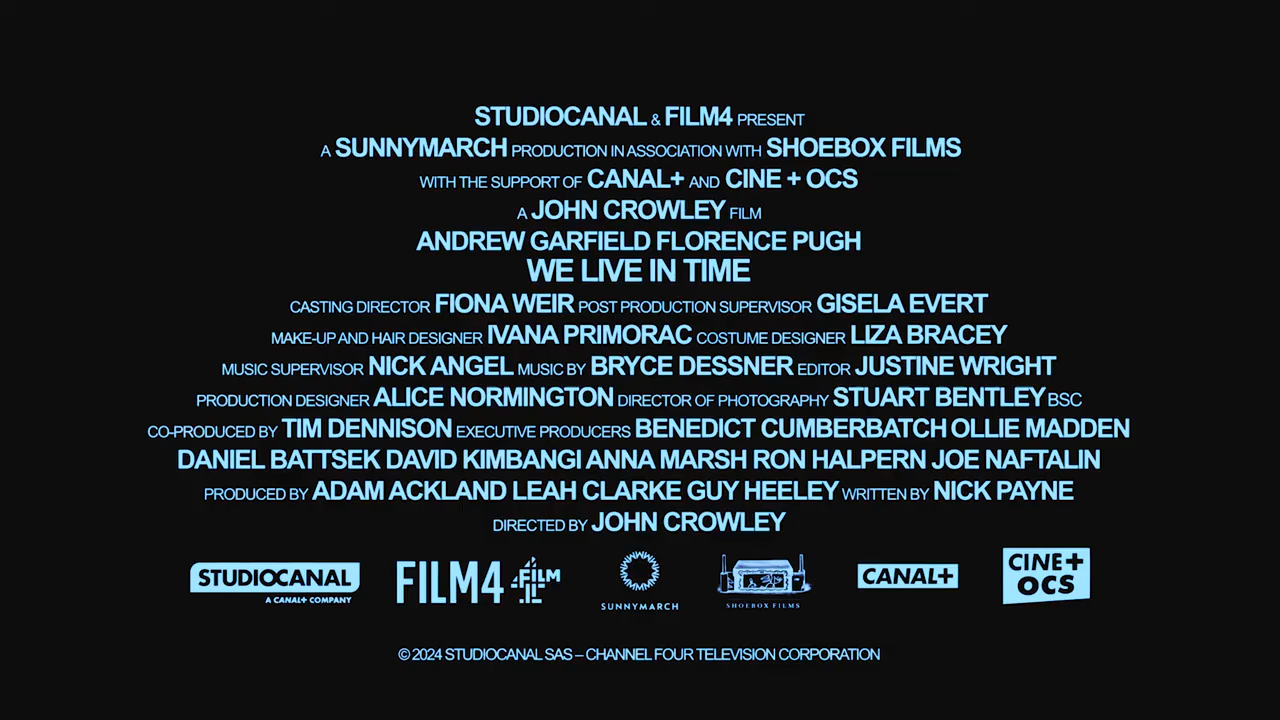 STUDIOCANAL & FILM4 PRESENT
A SUNNYMARCH PRODUCTION IN ASSOCIATION WITH SHOEBOX FILMS
WITH THE SUPPORT OF CANAL+ AND CINE + OCS
A JOHN CROWLEY FILM
ANDREW GARFIELD FLORENCE PUGH
WE LIVE IN TIME
CASTING DIRECTOR FIONA WEIR POST PRODUCTION SUPERVISOR GISELA EVERT
MAKE-UP AND HAIR DESIGNER IVANA PRIMORAC COSTUME DESIGNER LIZA BRACEY
MUSIC SUPERVISOR NICK ANGEL MUSIC BY BRYCE DESSNER EDITOR JUSTINE WRIGHT
PRODUCTION DESIGNER ALICE NORMINGTON DIRECTOR OF PHOTOGRAPHY STUART BENTLEY BSC
CO-PRODUCED BY TIM DENNISON EXECUTIVE PRODUCERS BENEDICT CUMBERBATCH OLLIE MADDEN
DANIEL BATTSEK DAVID KIMBANGI ANNA MARSH RON HALPERN JOE NAFTALIN
PRODUCED BY ADAM ACKLAND LEAH CLARKE GUY HEELEY WRITTEN BY NICK PAYNE
DIRECTED BY JOHN CROWLEY
STUDIOCANAL
A CANAL+ COMPANY
FILM4
FILM
SUNNYMARCH
SHOEBOX FILMS
CANAL+
CINE+
OCS
© 2024 STUDIOCANAL SAS – CHANNEL FOUR TELEVISION CORPORATION